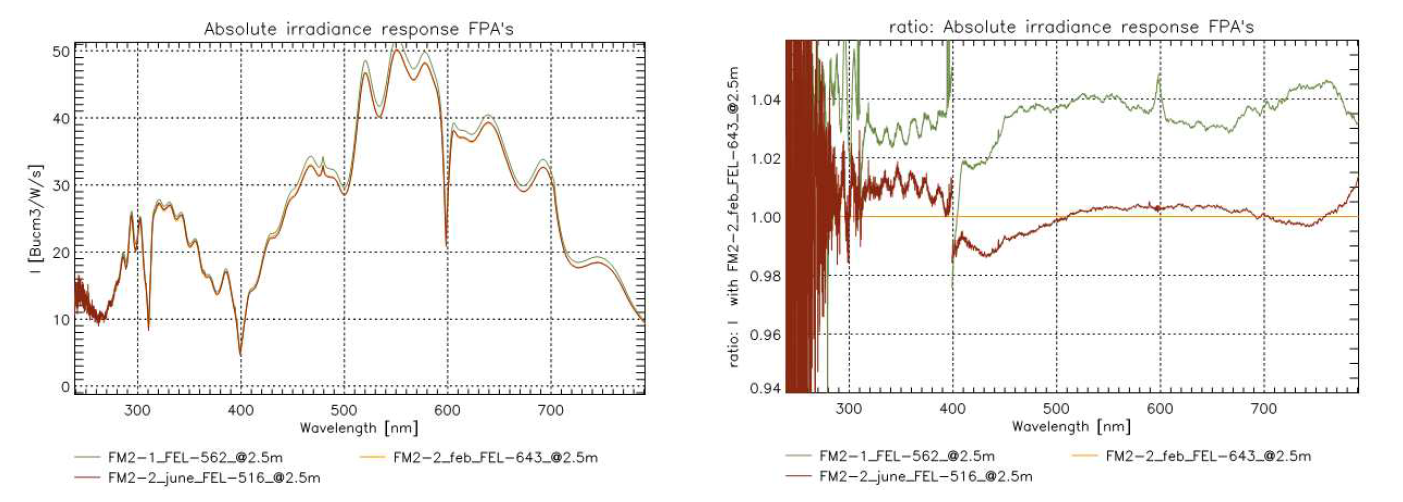 Absolute irradiance response FPA's
I [Bucm3/W/s]
50
40
30
20
10
0
300 400 500 600 700
Wavelength [nm]
FM2-1_FEL-562_@2.5m FM2-2_feb_FEL-643_@2.5m
FM2-2_june_FEL-516_@2.5m
ratio: Absolute irradiance response FPA's
ratio: I with FM2-2_feb_FEL-643_@2.5m
1.04
1.02
1.00
0.98
0.96
0.94
300 400 500 600 700
Wavelength [nm]
FM2-1_FEL-562_@2.5m FM2-2_feb_FEL-643_@2.5m
FM2-2_june_FEL-516_@2.5m